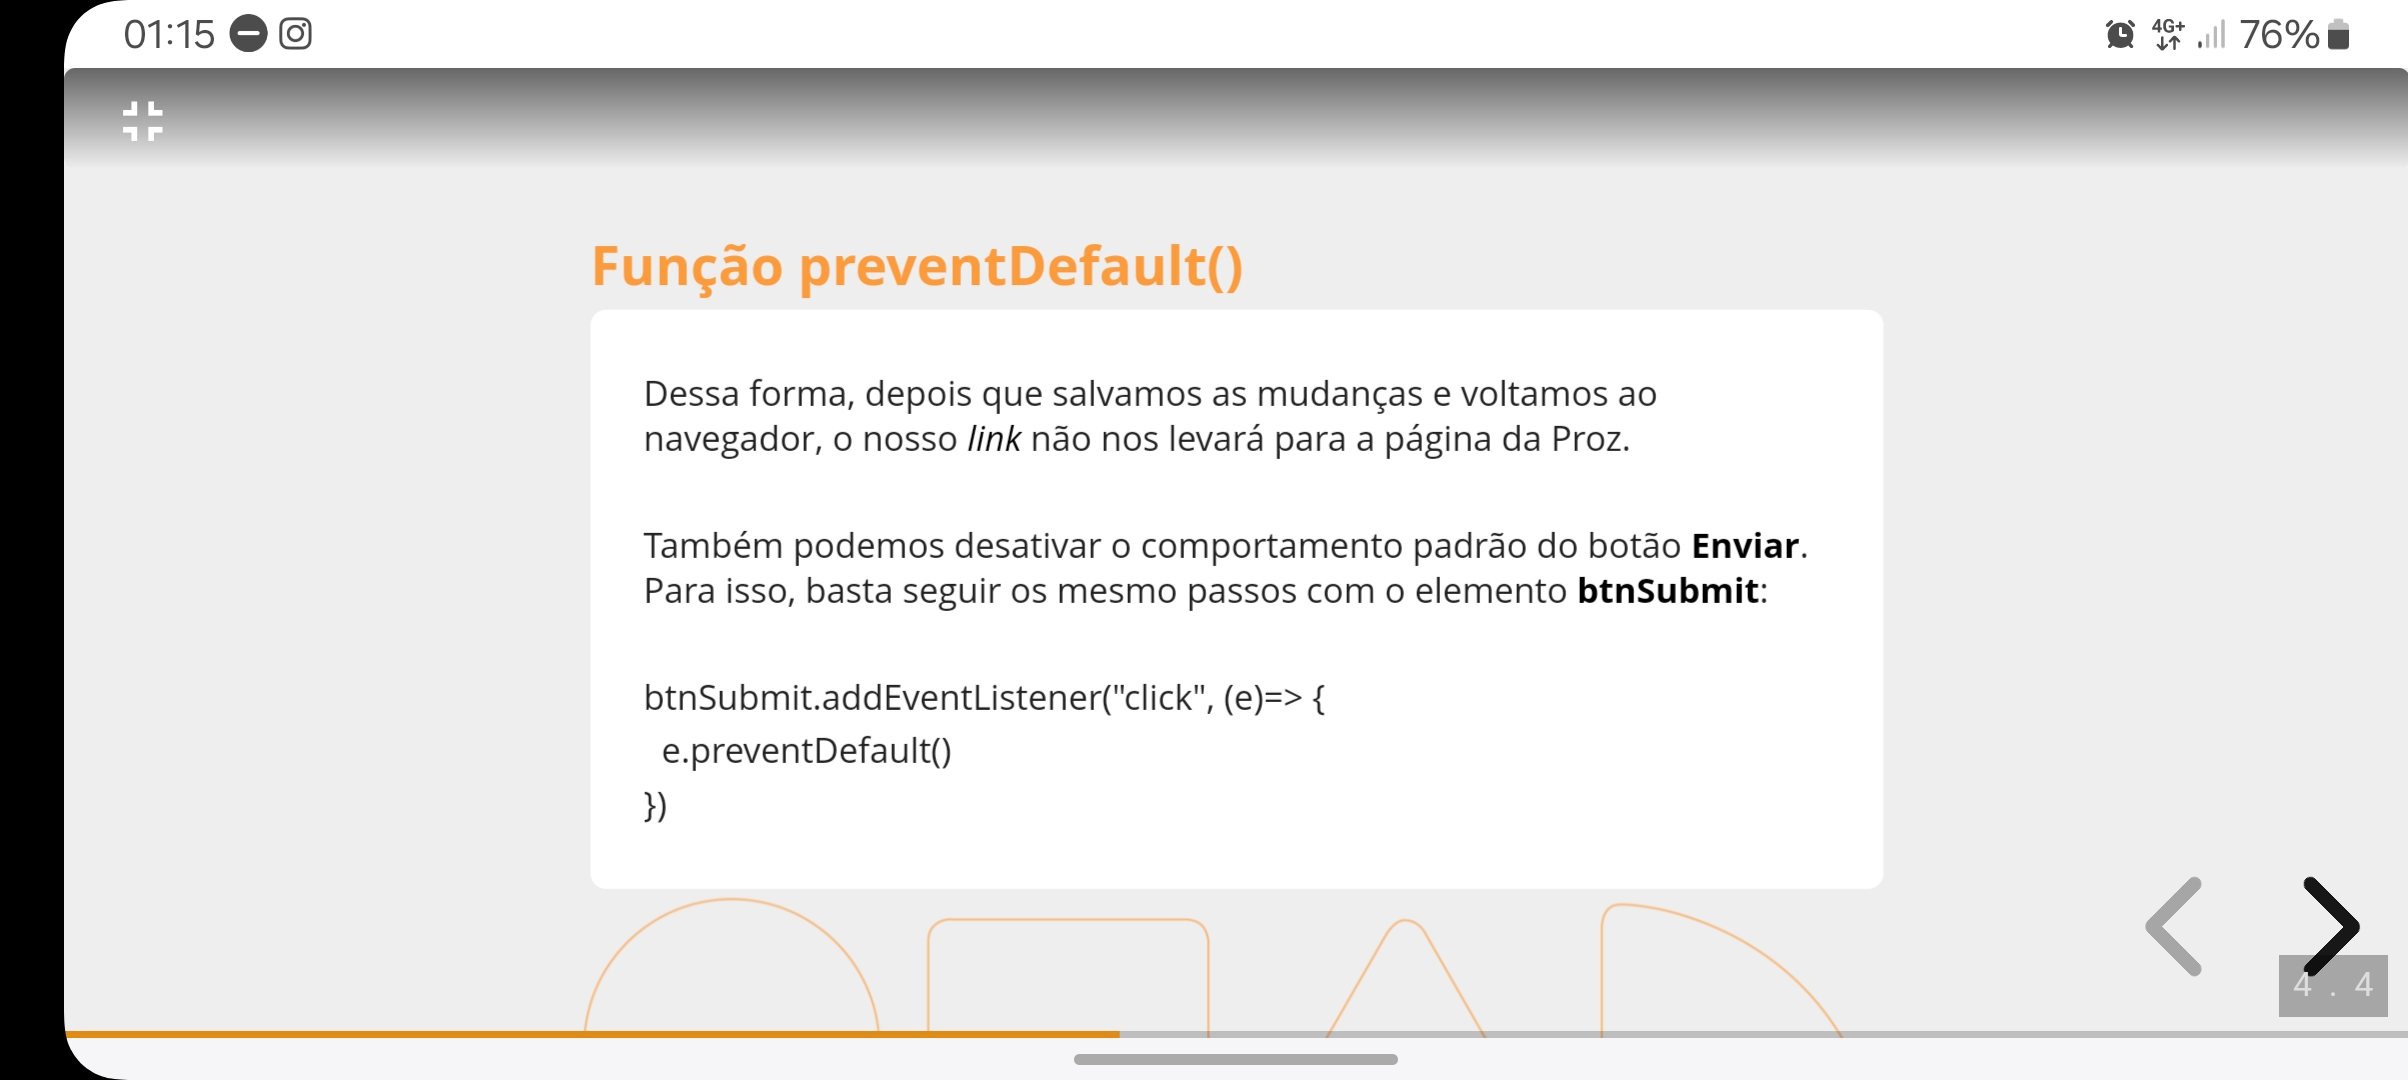 01:15 4G+ 76%
Função preventDefault()
Dessa forma, depois que salvamos as mudanças e voltamos ao
navegador, o nosso link não nos levará para a página da Proz.
Também podemos desativar o comportamento padrão do botão Enviar.
Para isso, basta seguir os mesmo passos com o elemento btnSubmit:
btnSubmit.addEventListener("click", (e)=> {
e.preventDefault()
})
4 . 4